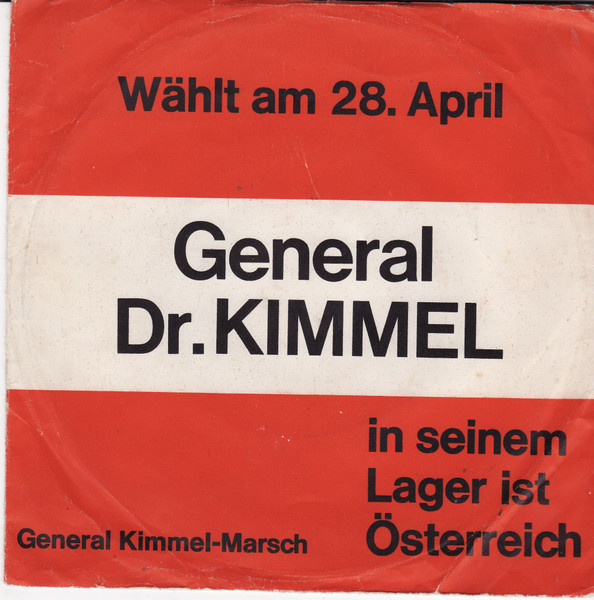 Wählt am 28. April
General
Dr. KIMMEL
in seinem
Lager ist
Österreich
General Kimmel-Marsch